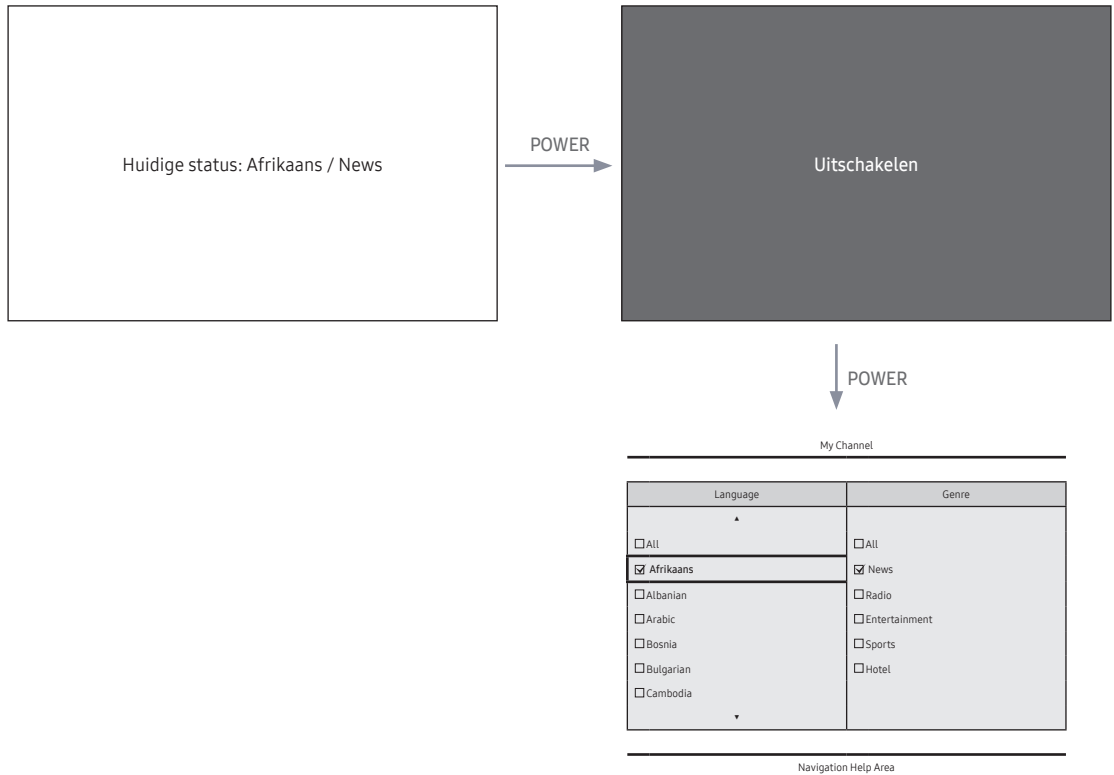 Huidige status: Afrikaans / News
POWER
Uitschakelen
POWER
My Channel
Language Genre
▲
All All
Afrikaans News
Albanian Radio
Arabic Entertainment
Bosnia Sports
Bulgarian Hotel
Cambodia
▼
Navigation Help Area